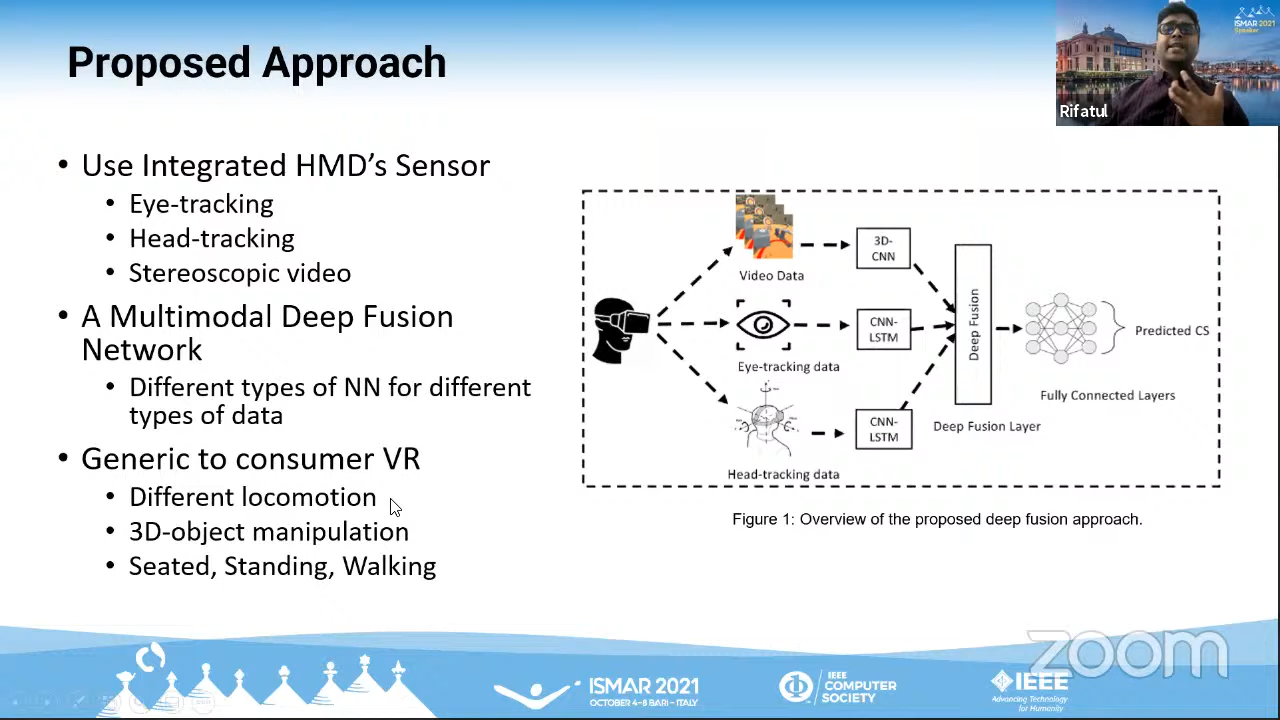 Proposed Approach
ISMAR 2021
Speaker
Rifatul
• Use Integrated HMD's Sensor
• Eye-tracking
• Head-tracking
• Stereoscopic video
• A Multimodal Deep Fusion
Network
• Different types of NN for different
types of data
• Generic to consumer VR
• Different locomotion
• 3D-object manipulation
• Seated, Standing, Walking
Video Data
3D-
CNN
Eye-tracking data
CNN-
LSTM
Head-tracking data
CNN-
LSTM
Deep Fusion
Deep Fusion Layer
Fully Connected Layers
Predicted CS
Figure 1: Overview of the proposed deep fusion approach.
zoom
ISMAR 2021
OCTOBER 4-8 BARI - ITALY
IEEE
COMPUTER
SOCIETY
IEEE
Advancing Technology
for Humanity